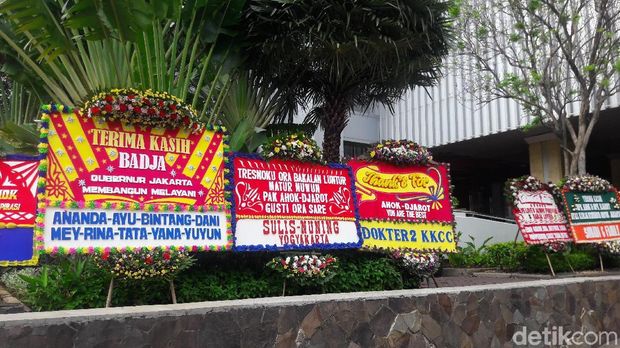 TERIMA KASIH
BADJA
GUBERNUR JAKARTA
MEMBANGUN MELAYANI
ANANDA-AYU-BINTANG-DANI
MEY-RINA-TATA-YANA-YUYUN
TRESNOKU ORA BAKALAN LUNTUR
MATUR NUWUN
PAK AHOK-DJAROT
GUSTI ORA SARE
SULIS-NUNING
YOGYAKARTA
Thank's For
AHOK-DJAROT
YOU ARE THE BEST
DOKTER2 KKCC
detikcom